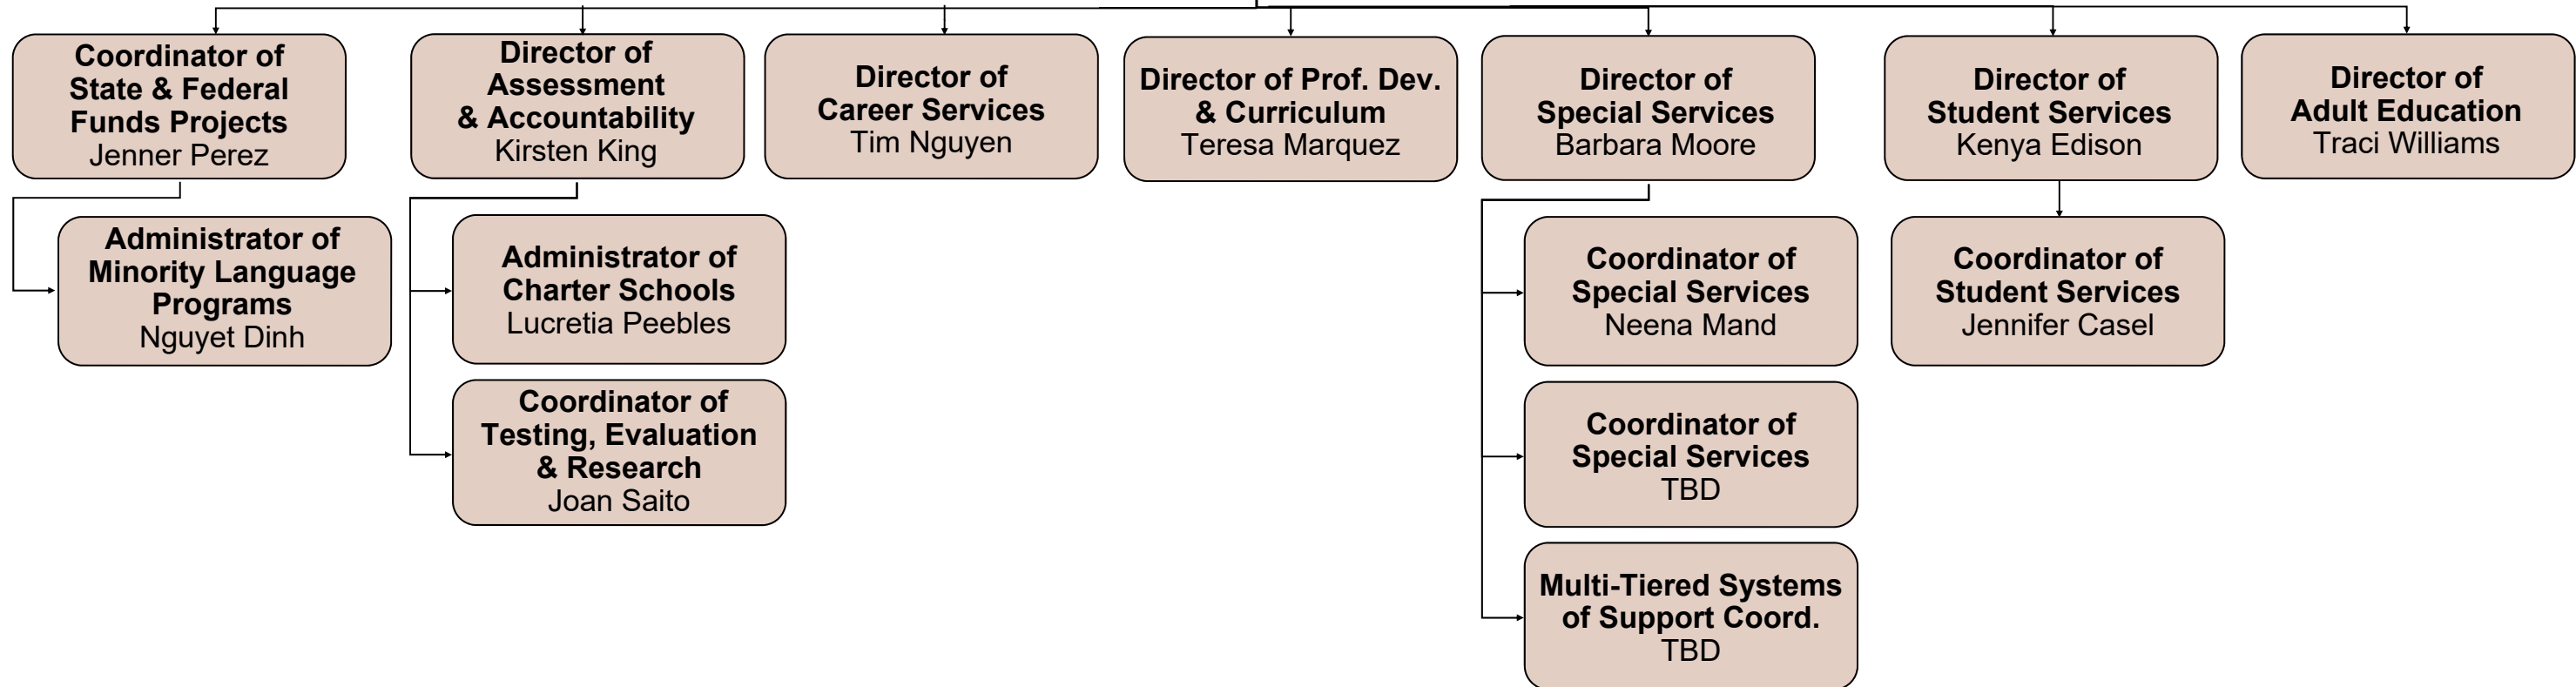 Coordinator of
State & Federal
Funds Projects
Jenner Perez
Director of
Assessment
& Accountability
Kirsten King
Director of
Career Services
Tim Nguyen
Director of Prof. Dev.
& Curriculum
Teresa Marquez
Director of
Special Services
Barbara Moore
Director of
Student Services
Kenya Edison
Director of
Adult Education
Traci Williams
Administrator of
Minority Language
Programs
Nguyet Dinh
Administrator of
Charter Schools
Lucretia Peebles
Coordinator of
Testing, Evaluation
& Research
Joan Saito
Coordinator of
Special Services
Neena Mand
Coordinator of
Special Services
TBD
Multi-Tiered Systems
of Support Coord.
TBD
Coordinator of
Student Services
Jennifer Casel